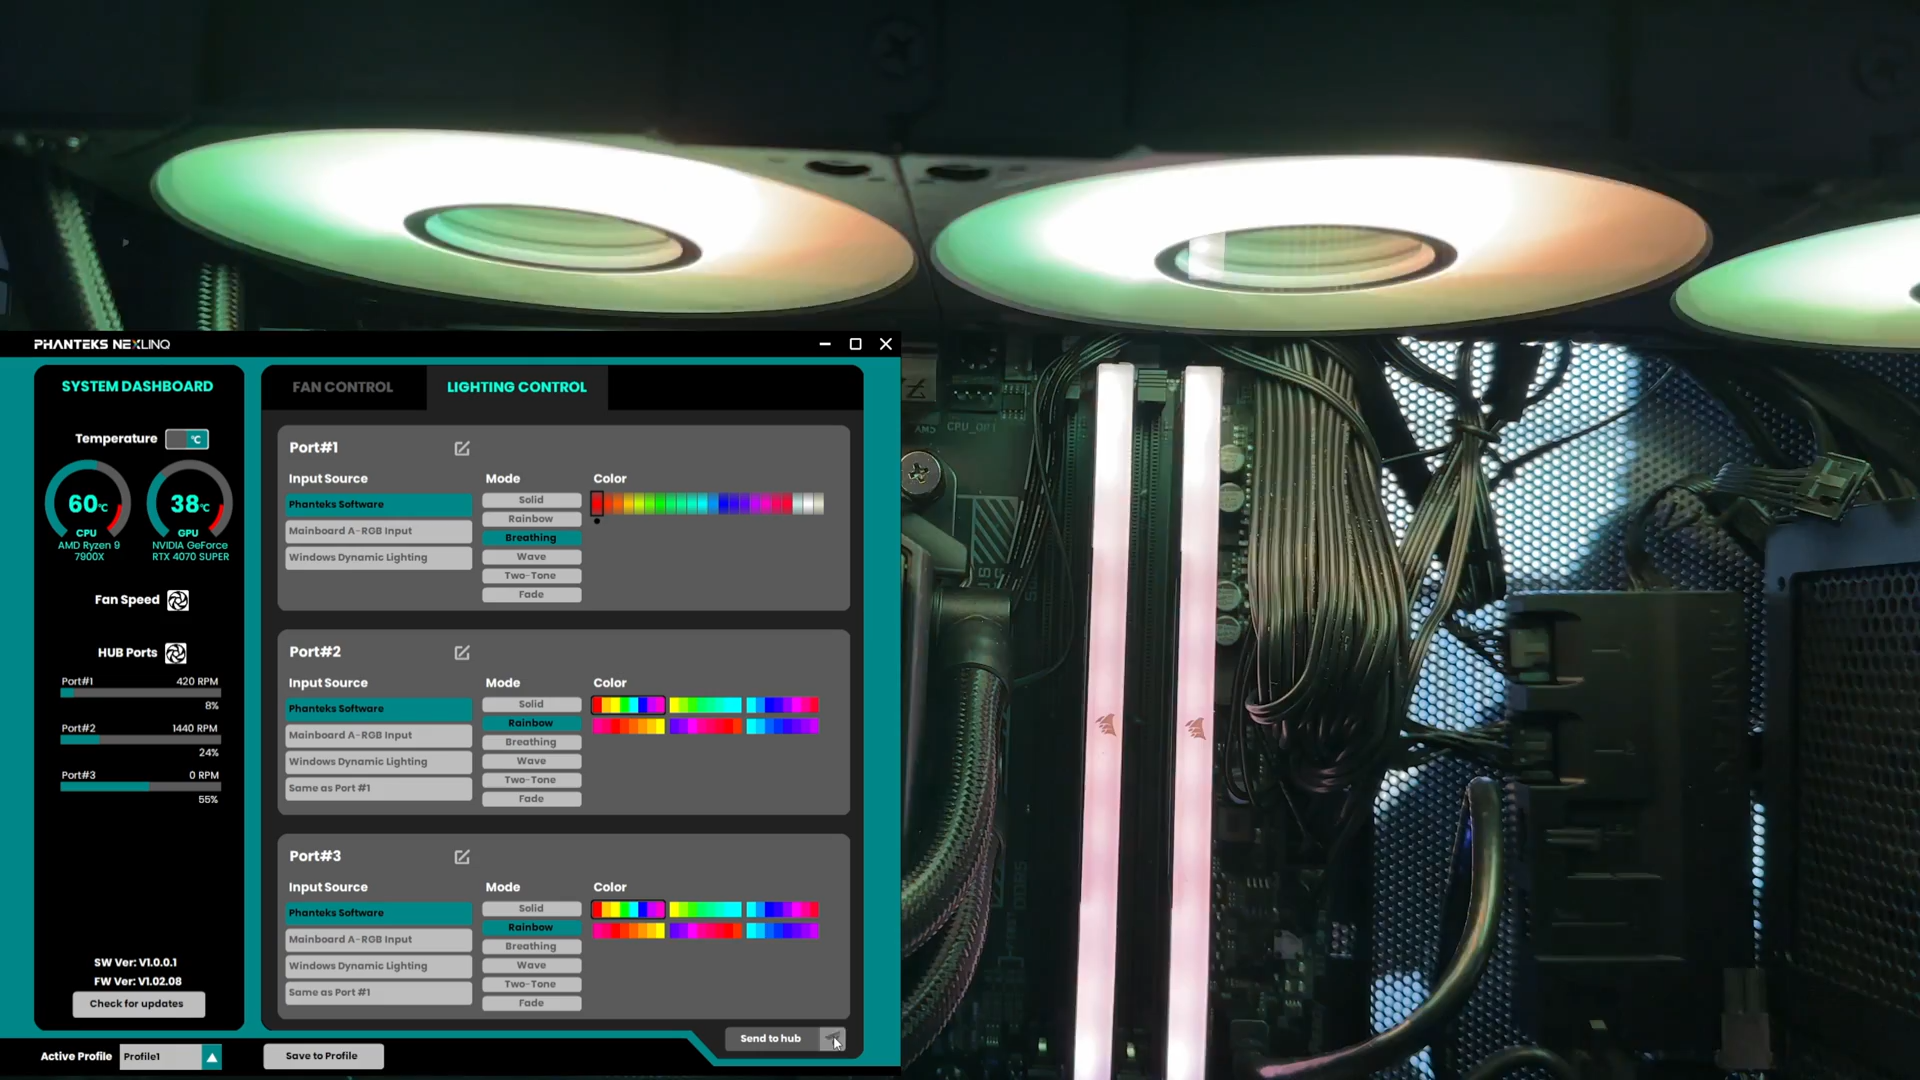 PHANTEKS NEXLINQ
SYSTEM DASHBOARD
Temperature °C
60°C
CPU
AMD Ryzen 9
7900X
38°C
GPU
NVIDIA GeForce
RTX 4070 SUPER
Fan Speed
HUB Ports
Port#1 420 RPM
8%
Port#2 1440 RPM
24%
Port#3 0 RPM
55%
SW Ver: V1.0.0.1
FW Ver: V1.02.08
Check for updates
FAN CONTROL
LIGHTING CONTROL
Port#1
Input Source
Phanteks Software
Mainboard A-RGB Input
Windows Dynamic Lighting
Mode
Solid
Rainbow
Breathing
Wave
Two-Tone
Fade
Color
Port#2
Input Source
Phanteks Software
Mainboard A-RGB Input
Windows Dynamic Lighting
Same as Port #1
Mode
Solid
Rainbow
Breathing
Wave
Two-Tone
Fade
Color
Port#3
Input Source
Phanteks Software
Mainboard A-RGB Input
Windows Dynamic Lighting
Same as Port #1
Mode
Solid
Rainbow
Breathing
Wave
Two-Tone
Fade
Color
Send to hub
Active Profile Profile1
Save to Profile
AMD CPU_OPT
DDR5